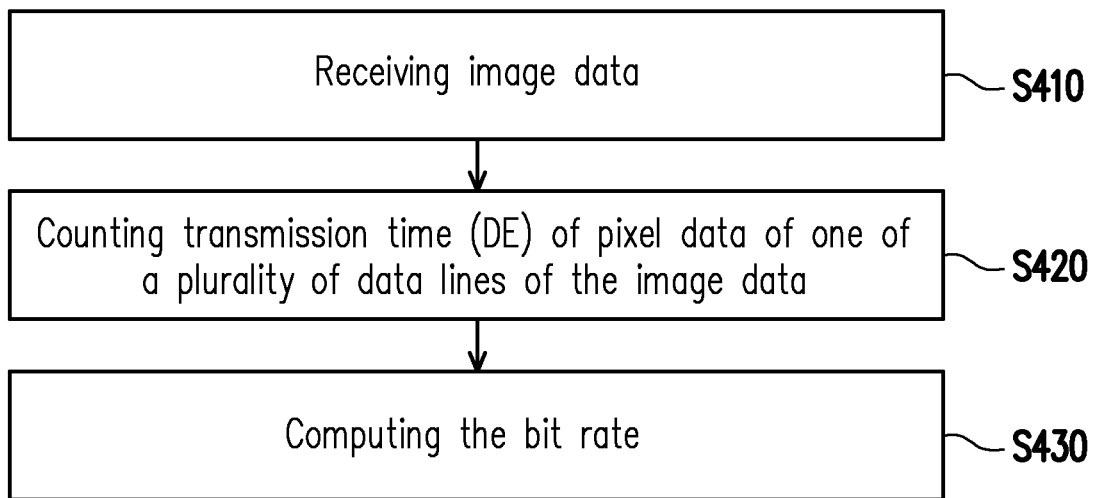 Receiving image data
S410
Counting transmission time (DE) of pixel data of one of
a plurality of data lines of the image data
S420
Computing the bit rate
S430